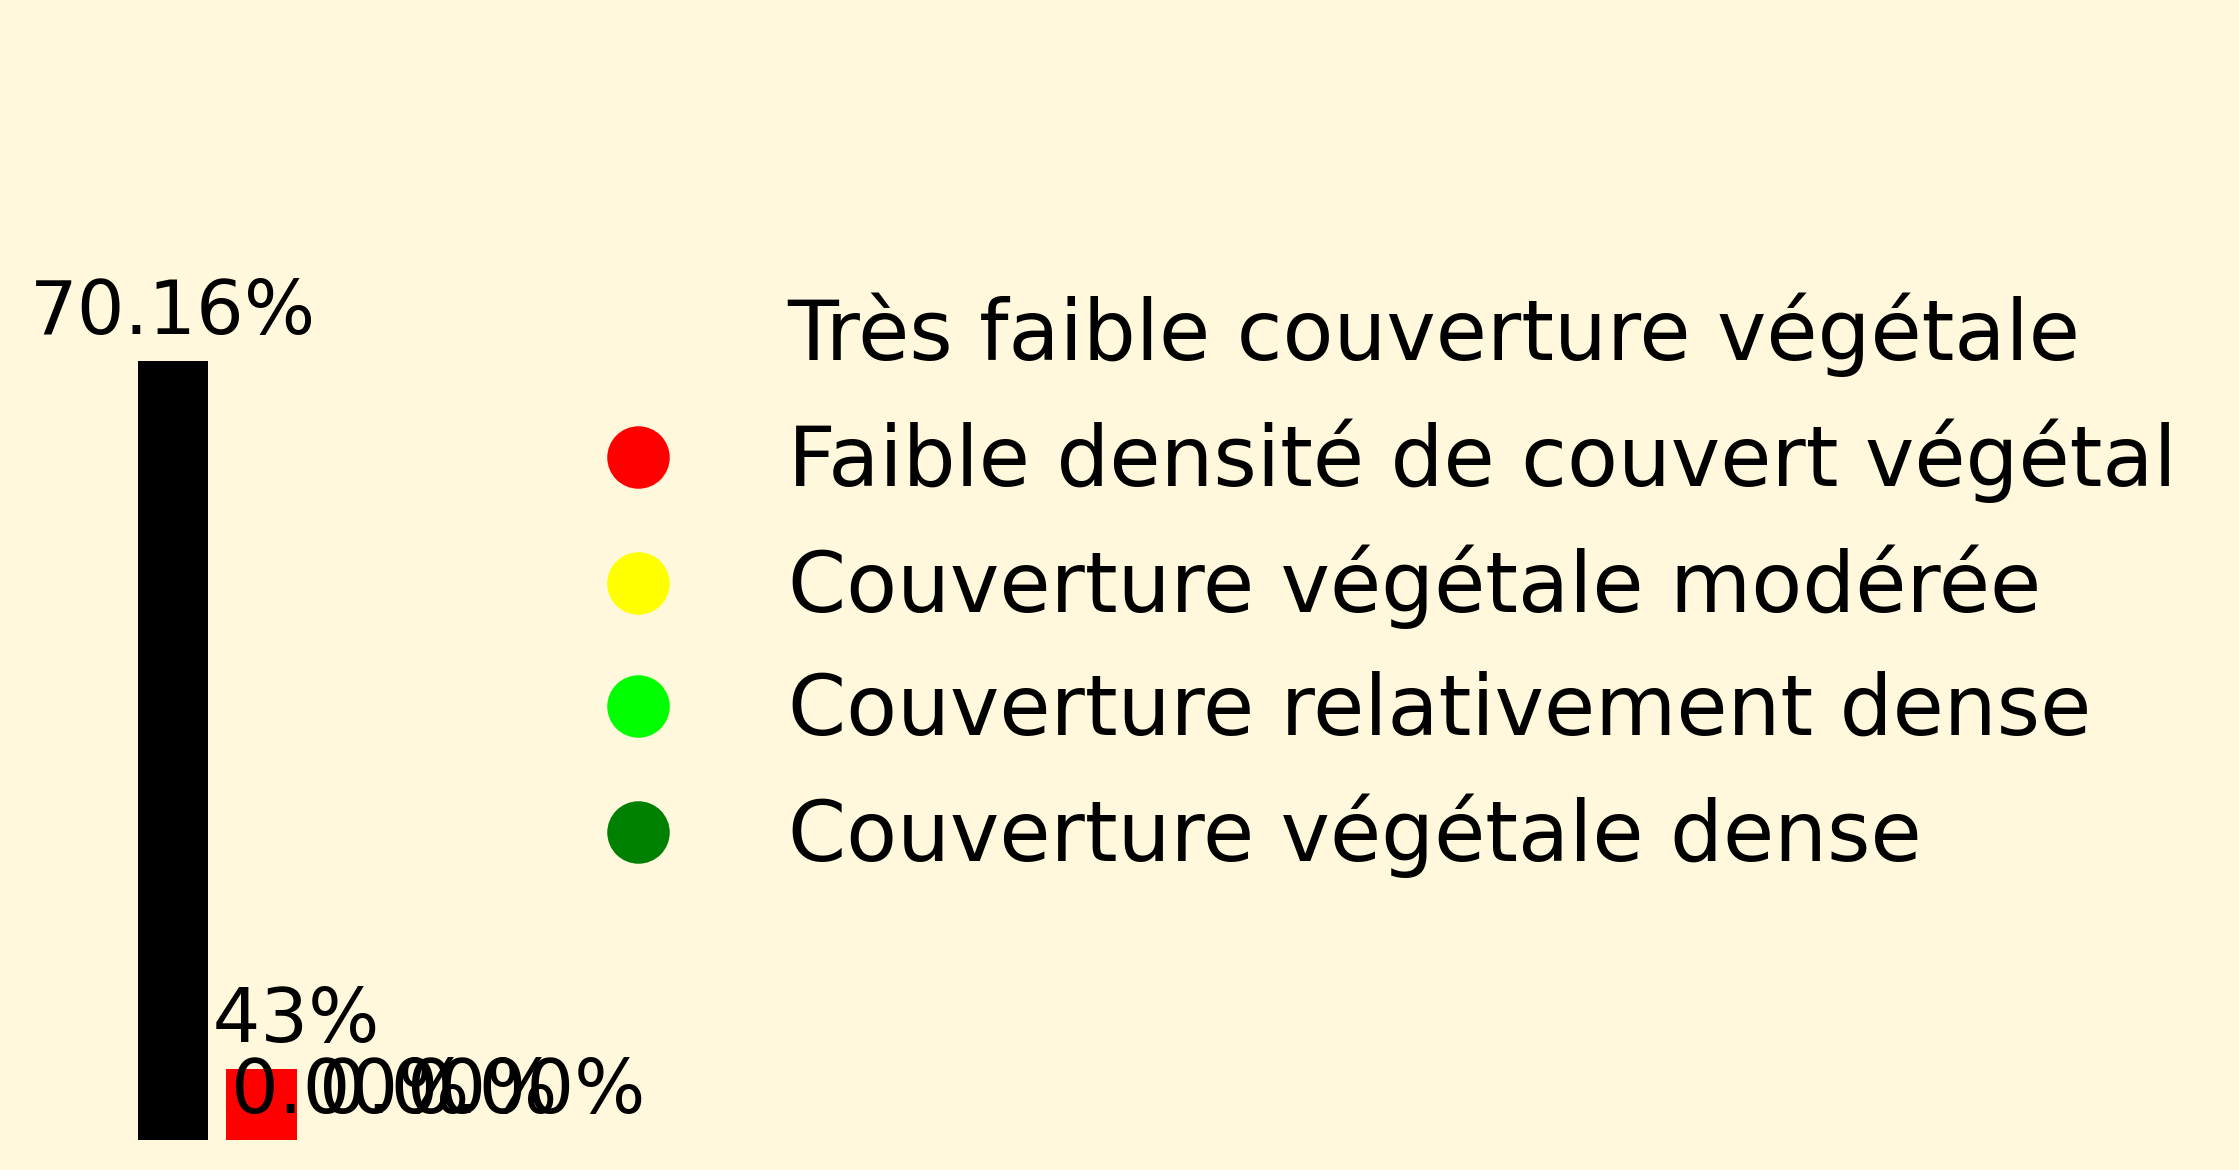 70.16%
Très faible couverture végétale
Faible densité de couvert végétal
Couverture végétale modérée
Couverture relativement dense
Couverture végétale dense
43%
0.00%
0.00%
0.00%